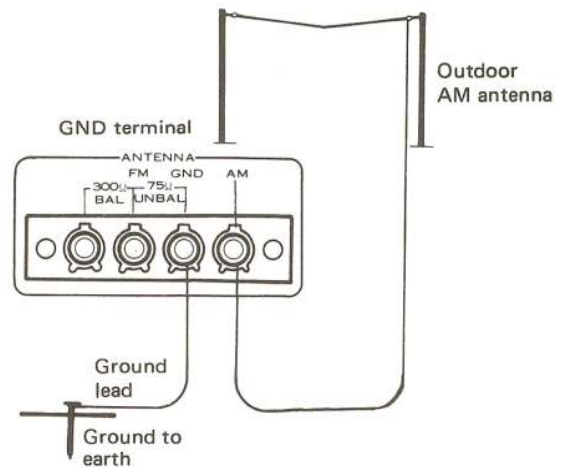 Outdoor
AM antenna
GND terminal
ANTENNA
FM GND AM
300Ω 75Ω
BAL UNBAL
Ground
lead
Ground to
earth